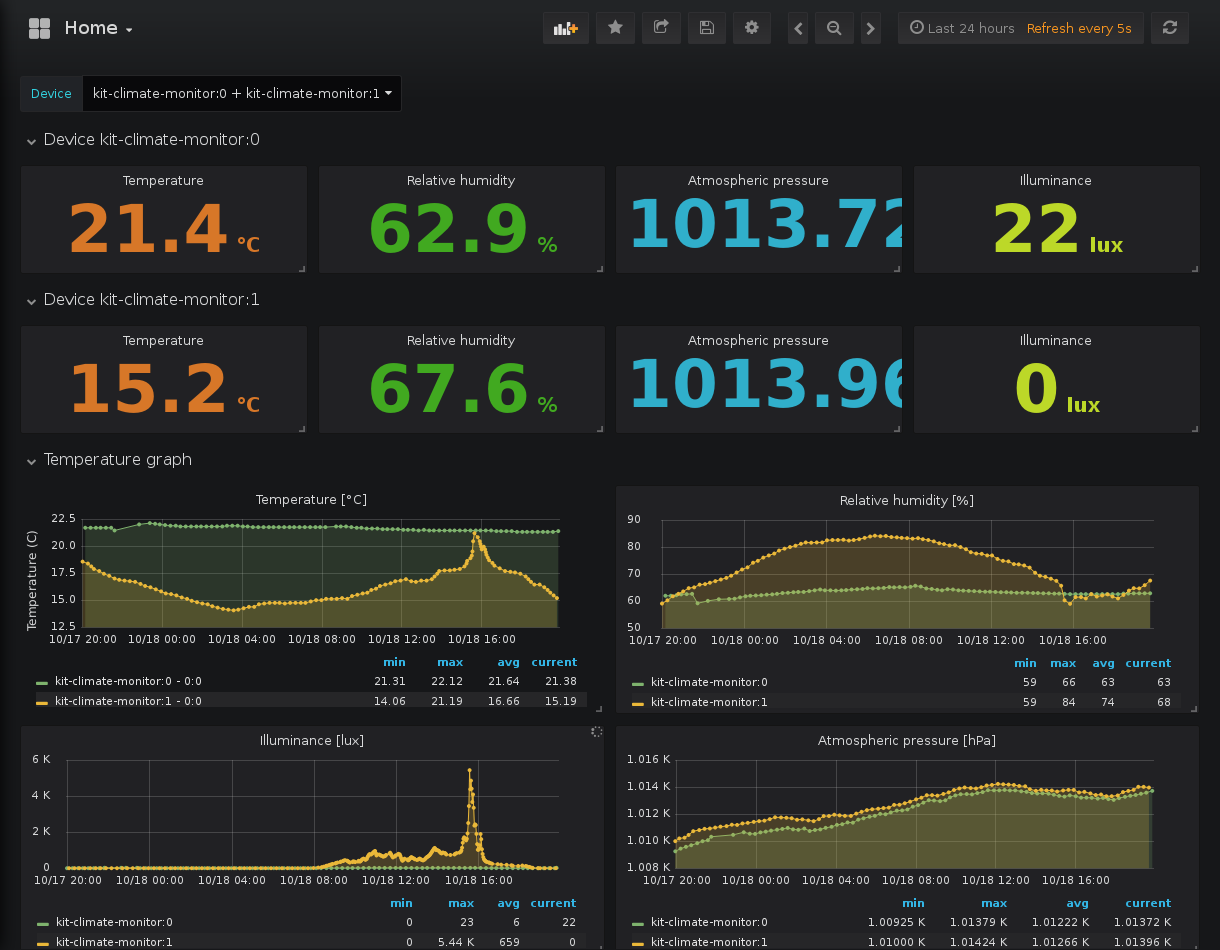 Home
Last 24 hours Refresh every 5s
Device kit-climate-monitor:0 + kit-climate-monitor:1
Device kit-climate-monitor:0
Temperature Relative humidity Atmospheric pressure Illuminance
21.4 °C 62.9 % 1013.72 22 lux
Device kit-climate-monitor:1
Temperature Relative humidity Atmospheric pressure Illuminance
15.2 °C 67.6 % 1013.96 0 lux
Temperature graph
Temperature [°C]
Temperature (C)
22.5
20.0
17.5
15.0
12.5
10/17 20:00 10/18 00:00 10/18 04:00 10/18 08:00 10/18 12:00 10/18 16:00
min max avg current
kit-climate-monitor:0 - 0:0 21.31 22.12 21.64 21.38
kit-climate-monitor:1 - 0:0 14.06 21.19 16.66 15.19
Relative humidity [%]
90
80
70
60
50
10/17 20:00 10/18 00:00 10/18 04:00 10/18 08:00 10/18 12:00 10/18 16:00
min max avg current
kit-climate-monitor:0 59 66 63 63
kit-climate-monitor:1 59 84 74 68
Illuminance [lux]
6 K
4 K
2 K
0
10/17 20:00 10/18 00:00 10/18 04:00 10/18 08:00 10/18 12:00 10/18 16:00
min max avg current
kit-climate-monitor:0 0 23 6 22
kit-climate-monitor:1 0 5.44 K 659 0
Atmospheric pressure [hPa]
1.016 K
1.014 K
1.012 K
1.010 K
1.008 K
10/17 20:00 10/18 00:00 10/18 04:00 10/18 08:00 10/18 12:00 10/18 16:00
min max avg current
kit-climate-monitor:0 1.00925 K 1.01379 K 1.01222 K 1.01372 K
kit-climate-monitor:1 1.01000 K 1.01424 K 1.01266 K 1.01396 K